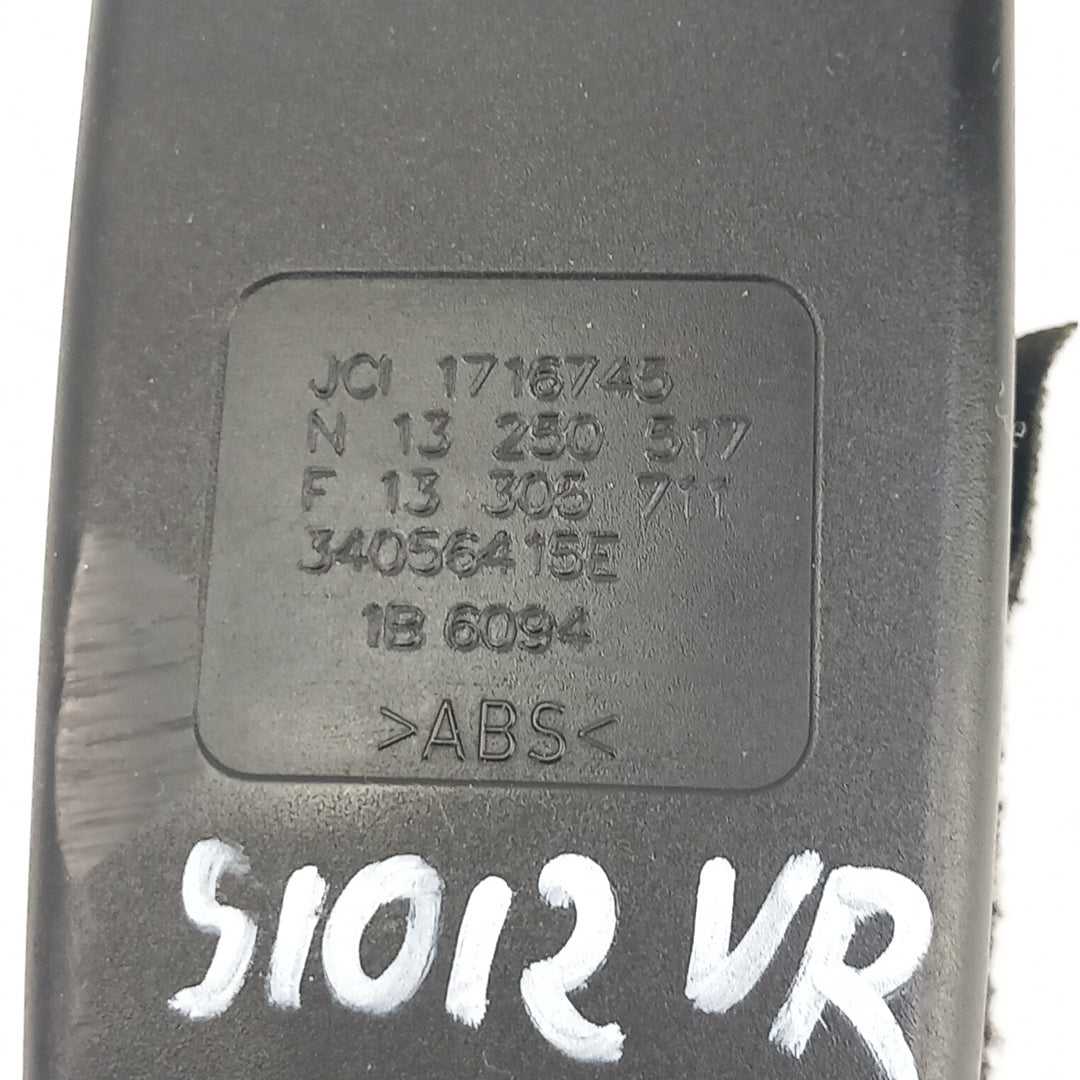 JCI 1716745
N 13 250 517
F 13 305 711
34056415E
1B 6094
>ABS<
S1012 VR